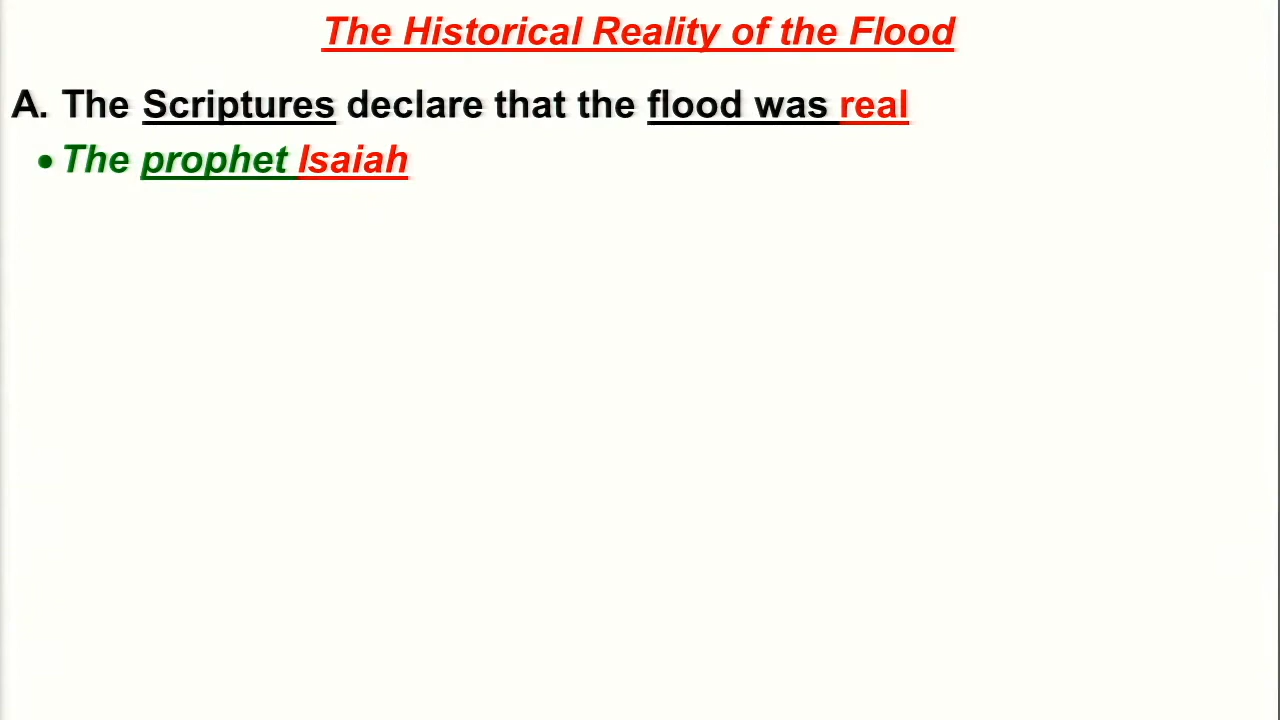 The Historical Reality of the Flood
A. The Scriptures declare that the flood was real
• The prophet Isaiah